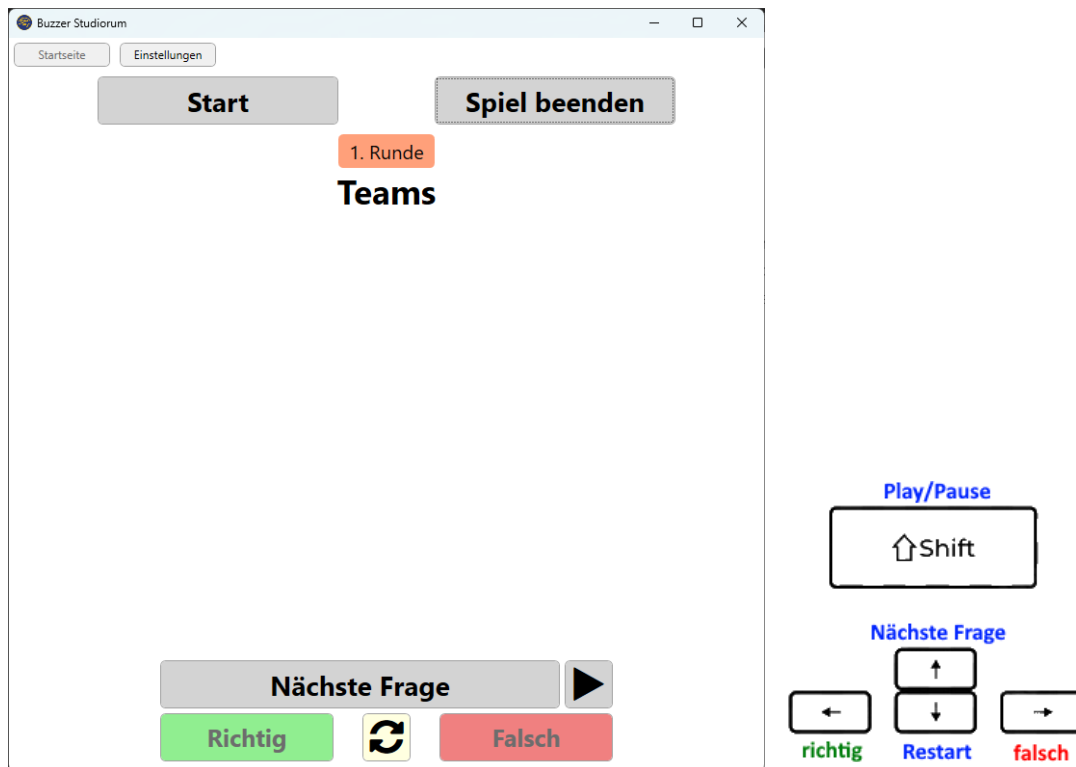 Buzzer Studiorum
Startseite Einstellungen
Start Spiel beenden
1. Runde
Teams
Nächste Frage
Richtig Falsch
Play/Pause
Shift
Nächste Frage
richtig Restart falsch